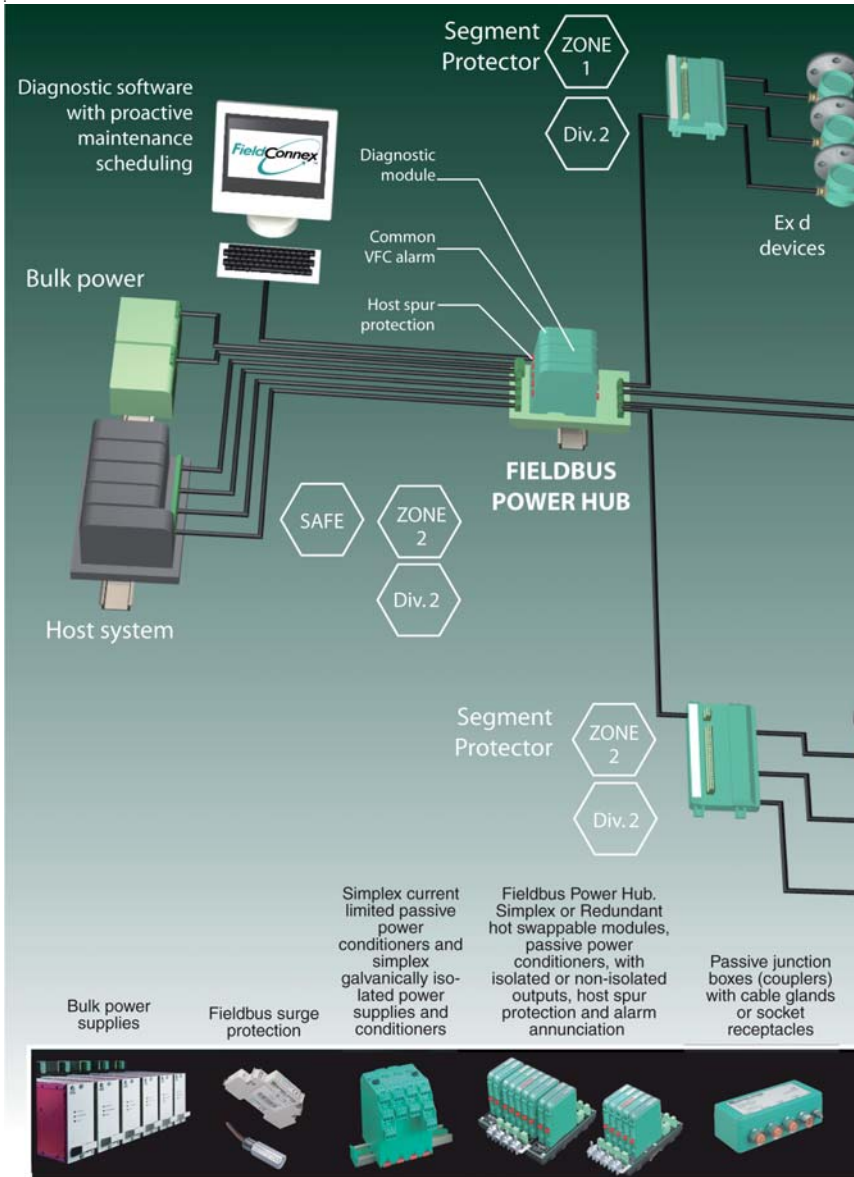 Segment
Protector
ZONE
1
Div. 2
Diagnostic software
with proactive
maintenance
scheduling
FieldConnex
Diagnostic
module
Common
VFC alarm
Host spur
protection
Ex d
devices
Bulk power
FIELDBUS
POWER HUB
SAFE
ZONE
2
Div. 2
Host system
Segment
Protector
ZONE
2
Div. 2
Bulk power
supplies
Fieldbus surge
protection
Simplex current
limited passive
power
conditioners and
simplex
galvanically iso-
lated power
supplies and
conditioners
Fieldbus Power Hub.
Simplex or Redundant
hot swappable modules,
passive power
conditioners, with
isolated or non-isolated
outputs, host spur
protection and alarm
annunciation
Passive junction
boxes (couplers)
with cable glands
or socket
receptacles